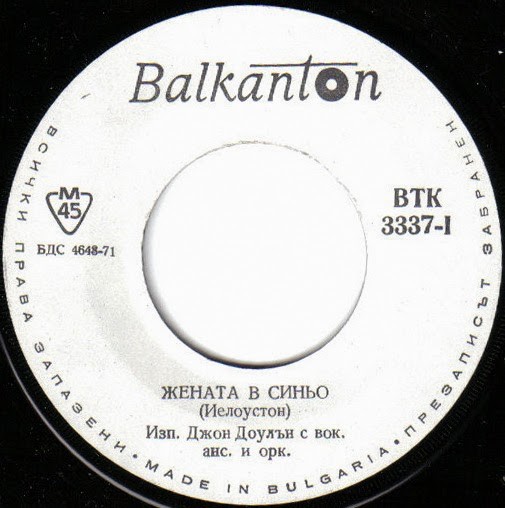 Balkanton
М
45
БДС 4648-71
ВТК
3337-I
ЖЕНАТА В СИНЬО
(Иелоустон)
Изп. Джон Доулън с вок.
анс. и орк.
ВСИЧКИ ПРАВА ЗАПАЗЕНИ • MADE IN BULGARIA • ПРЕЗАПИСЪТ ЗАБРАНЕН